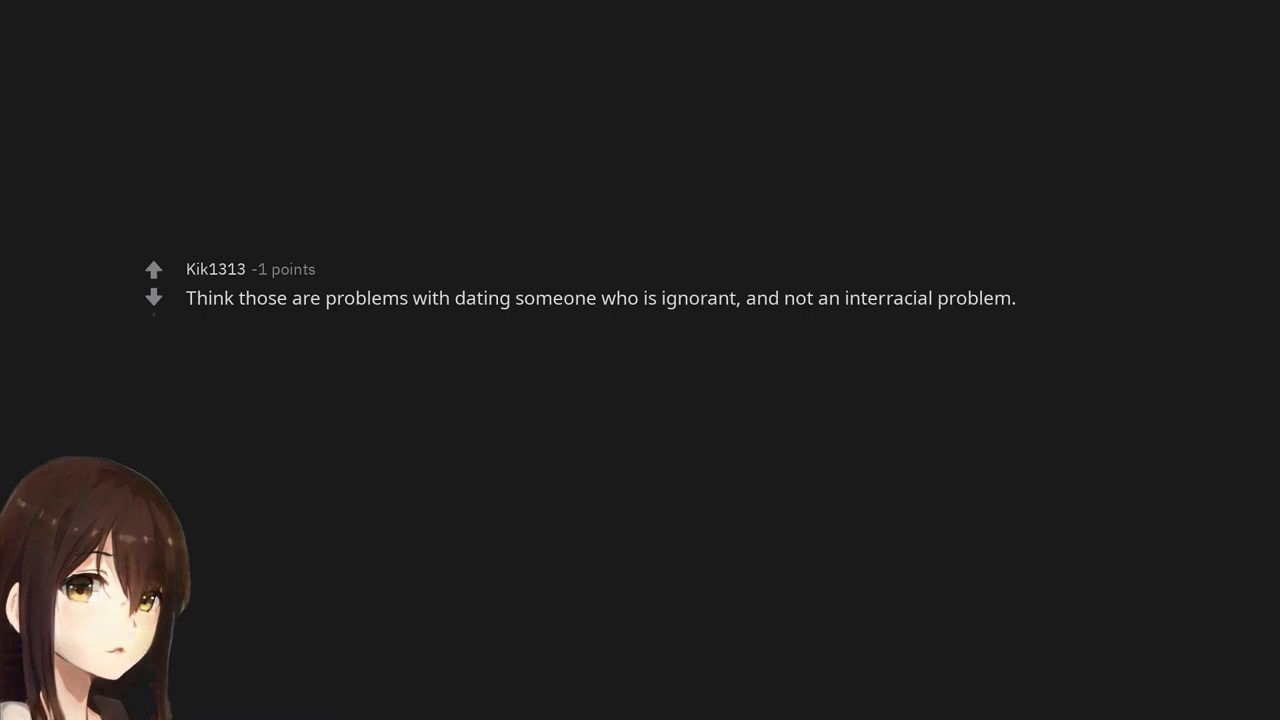 Kik1313 -1 points
Think those are problems with dating someone who is ignorant, and not an interracial problem.